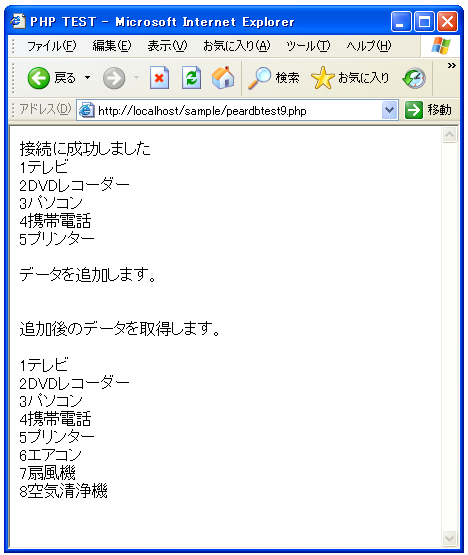 PHP TEST - Microsoft Internet Explorer
ファイル(F) 編集(E) 表示(V) お気に入り(A) ツール(T) ヘルプ(H)
戻る 検索 お気に入り
アドレス(D) http://localhost/sample/peardbtest9.php 移動
接続に成功しました
1テレビ
2DVDレコーダー
3パソコン
4携帯電話
5プリンター
データを追加します。
追加後のデータを取得します。
1テレビ
2DVDレコーダー
3パソコン
4携帯電話
5プリンター
6エアコン
7扇風機
8空気清浄機